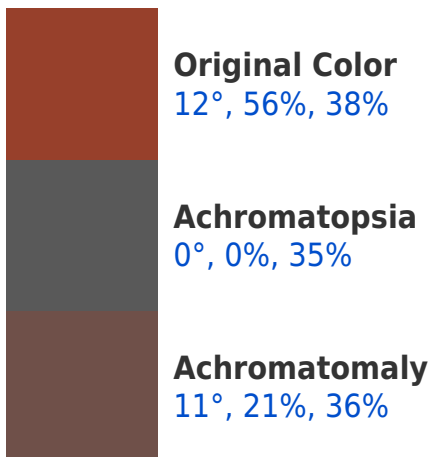 Original Color
12°, 56%, 38%
Achromatopsia
0°, 0%, 35%
Achromatomaly
11°, 21%, 36%